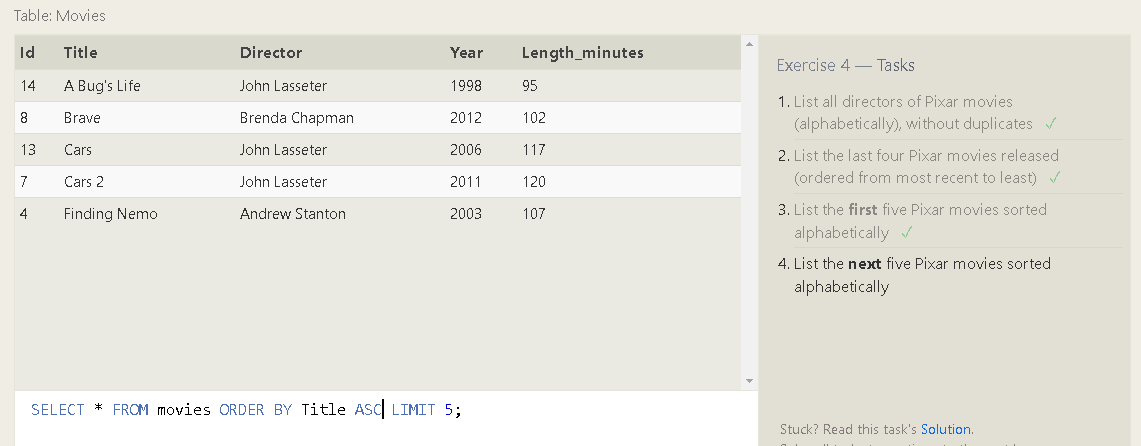 Table: Movies
Id Title Director Year Length_minutes
14 A Bug's Life John Lasseter 1998 95
8 Brave Brenda Chapman 2012 102
13 Cars John Lasseter 2006 117
7 Cars 2 John Lasseter 2011 120
4 Finding Nemo Andrew Stanton 2003 107
SELECT * FROM movies ORDER BY Title ASC LIMIT 5;
Exercise 4 — Tasks
1. List all directors of Pixar movies
(alphabetically), without duplicates ✓
2. List the last four Pixar movies released
(ordered from most recent to least) ✓
3. List the first five Pixar movies sorted
alphabetically ✓
4. List the next five Pixar movies sorted
alphabetically
Stuck? Read this task's Solution.